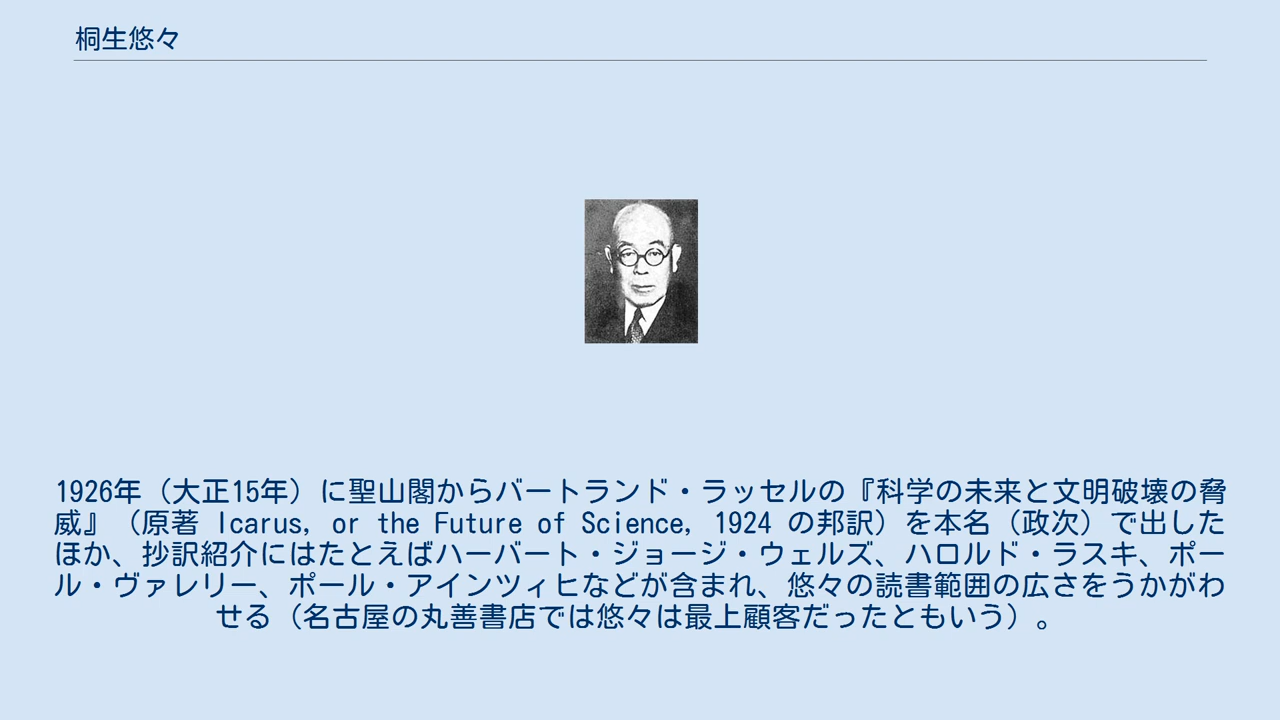 桐生悠々
1926年（大正15年）に聖山閣からバートランド・ラッセルの『科学の未来と文明破壊の脅
威』（原著 Icarus, or the Future of Science, 1924 の邦訳）を本名（政次）で出した
ほか、抄訳紹介にはたとえばハーバート・ジョージ・ウェルズ、ハロルド・ラスキ、ポー
ル・ヴァレリー、ポール・アインツィヒなどが含まれ、悠々の読書範囲の広さをうかがわ
せる（名古屋の丸善書店では悠々は最上顧客だったともいう）。